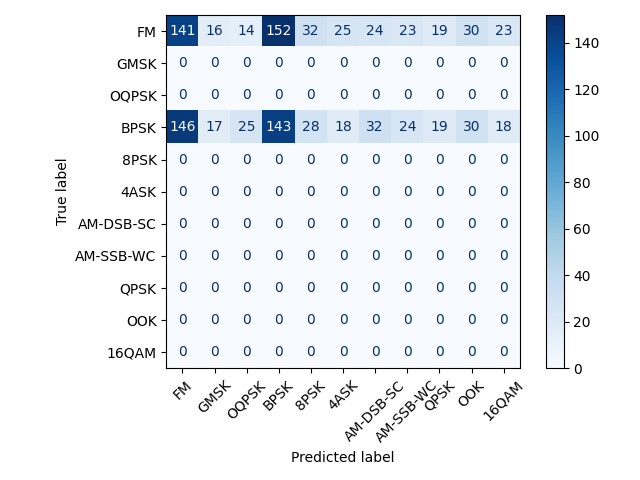 FM 141 16 14 152 32 25 24 23 19 30 23
GMSK 0 0 0 0 0 0 0 0 0 0 0
OQPSK 0 0 0 0 0 0 0 0 0 0 0
BPSK 146 17 25 143 28 18 32 24 19 30 18
8PSK 0 0 0 0 0 0 0 0 0 0 0
4ASK 0 0 0 0 0 0 0 0 0 0 0
AM-DSB-SC 0 0 0 0 0 0 0 0 0 0 0
AM-SSB-WC 0 0 0 0 0 0 0 0 0 0 0
QPSK 0 0 0 0 0 0 0 0 0 0 0
OOK 0 0 0 0 0 0 0 0 0 0 0
16QAM 0 0 0 0 0 0 0 0 0 0 0
True label
FM GMSK OQPSK BPSK 8PSK 4ASK AM-DSB-SC AM-SSB-WC QPSK OOK 16QAM
Predicted label
140
120
100
80
60
40
20
0